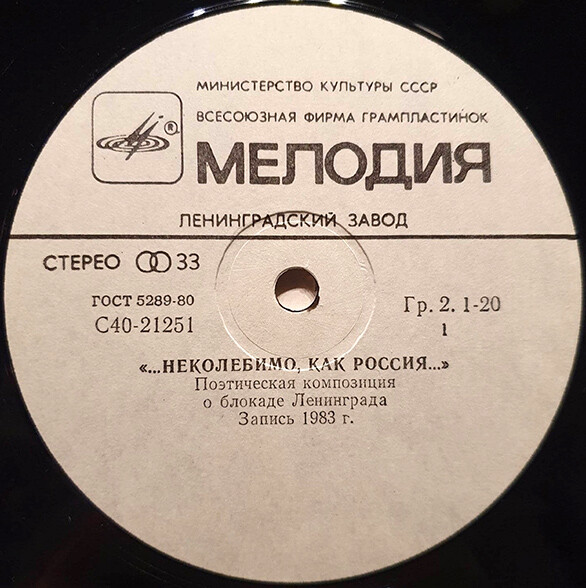 МИНИСТЕРСТВО КУЛЬТУРЫ СССР
ВСЕСОЮЗНАЯ ФИРМА ГРАМПЛАСТИНОК
®
МЕЛОДИЯ
ЛЕНИНГРАДСКИЙ ЗАВОД
СТЕРЕО 33
ГОСТ 5289-80
С40-21251
Гр. 2. 1-20
1
«...НЕКОЛЕБИМО, КАК РОССИЯ...»
Поэтическая композиция
о блокаде Ленинграда
Запись 1983 г.